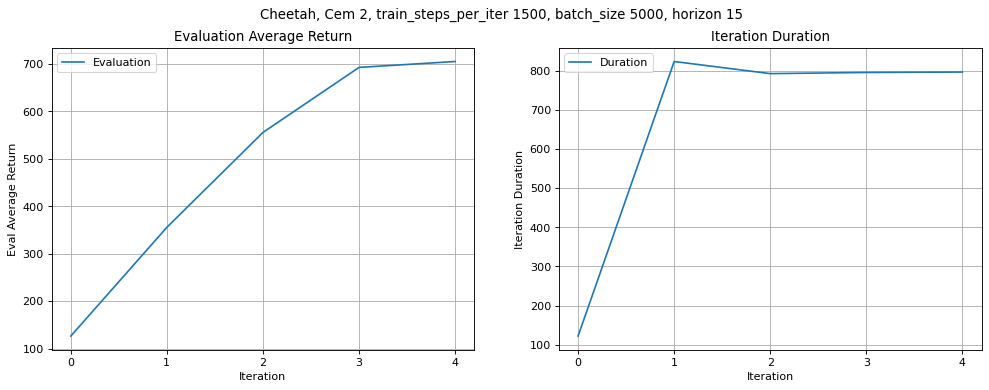 Cheetah, Cem 2, train_steps_per_iter 1500, batch_size 5000, horizon 15
Evaluation Average Return
Evaluation
700
600
500
400
300
200
100
Eval Average Return
0 1 2 3 4
Iteration
Iteration Duration
Duration
800
700
600
500
400
300
200
100
Iteration Duration
0 1 2 3 4
Iteration